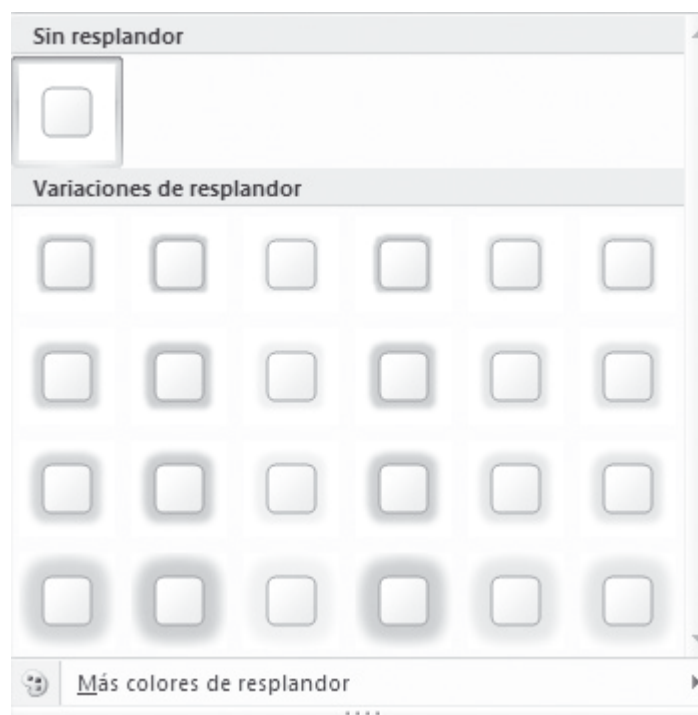 Sin resplandor
Variaciones de resplandor
Más colores de resplandor